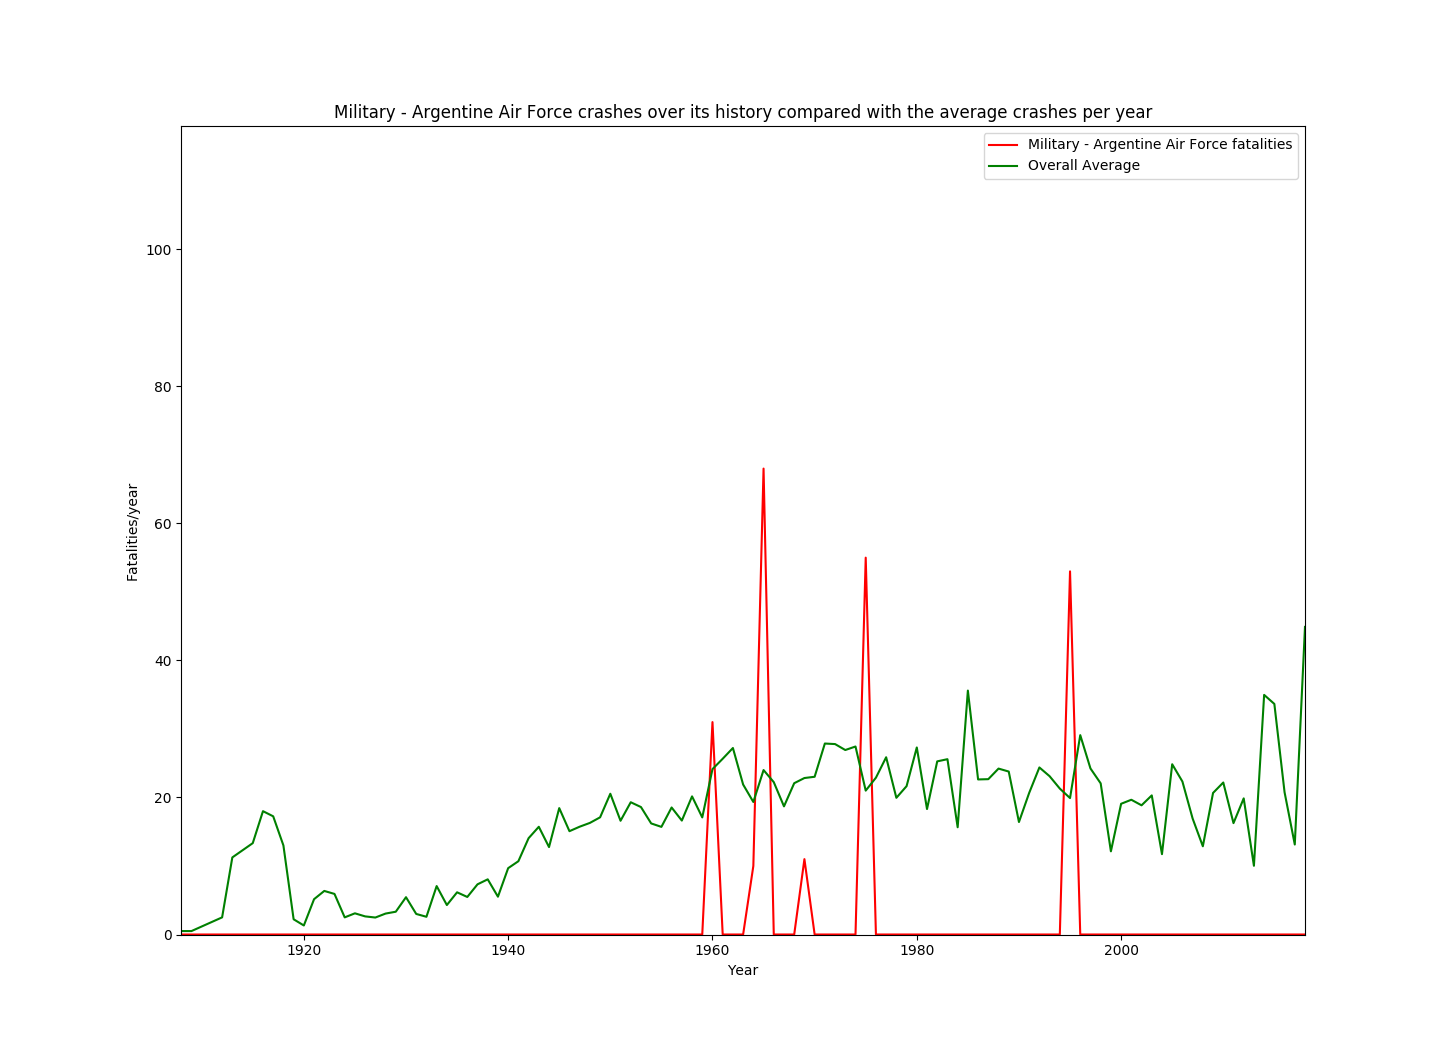 Military - Argentine Air Force crashes over its history compared with the average crashes per year
Military - Argentine Air Force fatalities
Overall Average
100
80
60
40
20
0
Fatalities/year
1920 1940 1960 1980 2000
Year